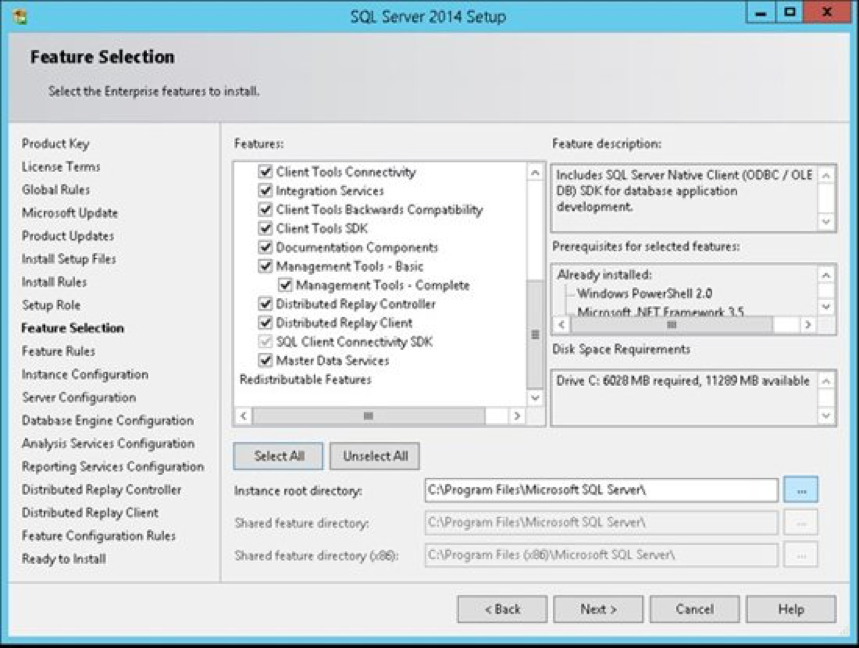 SQL Server 2014 Setup
Feature Selection
Select the Enterprise features to install.
Product Key
License Terms
Global Rules
Microsoft Update
Product Updates
Install Setup Files
Install Rules
Setup Role
Feature Selection
Feature Rules
Instance Configuration
Server Configuration
Database Engine Configuration
Analysis Services Configuration
Reporting Services Configuration
Distributed Replay Controller
Distributed Replay Client
Feature Configuration Rules
Ready to Install
Features:
Client Tools Connectivity
Integration Services
Client Tools Backwards Compatibility
Client Tools SDK
Documentation Components
Management Tools - Basic
Management Tools - Complete
Distributed Replay Controller
Distributed Replay Client
SQL Client Connectivity SDK
Master Data Services
Redistributable Features
Feature description:
Includes SQL Server Native Client (ODBC / OLE
DB) SDK for database application
development.
Prerequisites for selected features:
Already installed:
Windows PowerShell 2.0
Microsoft .NET Framework 3.5
Disk Space Requirements
Drive C: 6028 MB required, 11289 MB available
Select All
Unselect All
Instance root directory:
C:\Program Files\Microsoft SQL Server\
...
Shared feature directory:
C:\Program Files\Microsoft SQL Server\
...
Shared feature directory (x86):
C:\Program Files (x86)\Microsoft SQL Server\
...
< Back
Next >
Cancel
Help